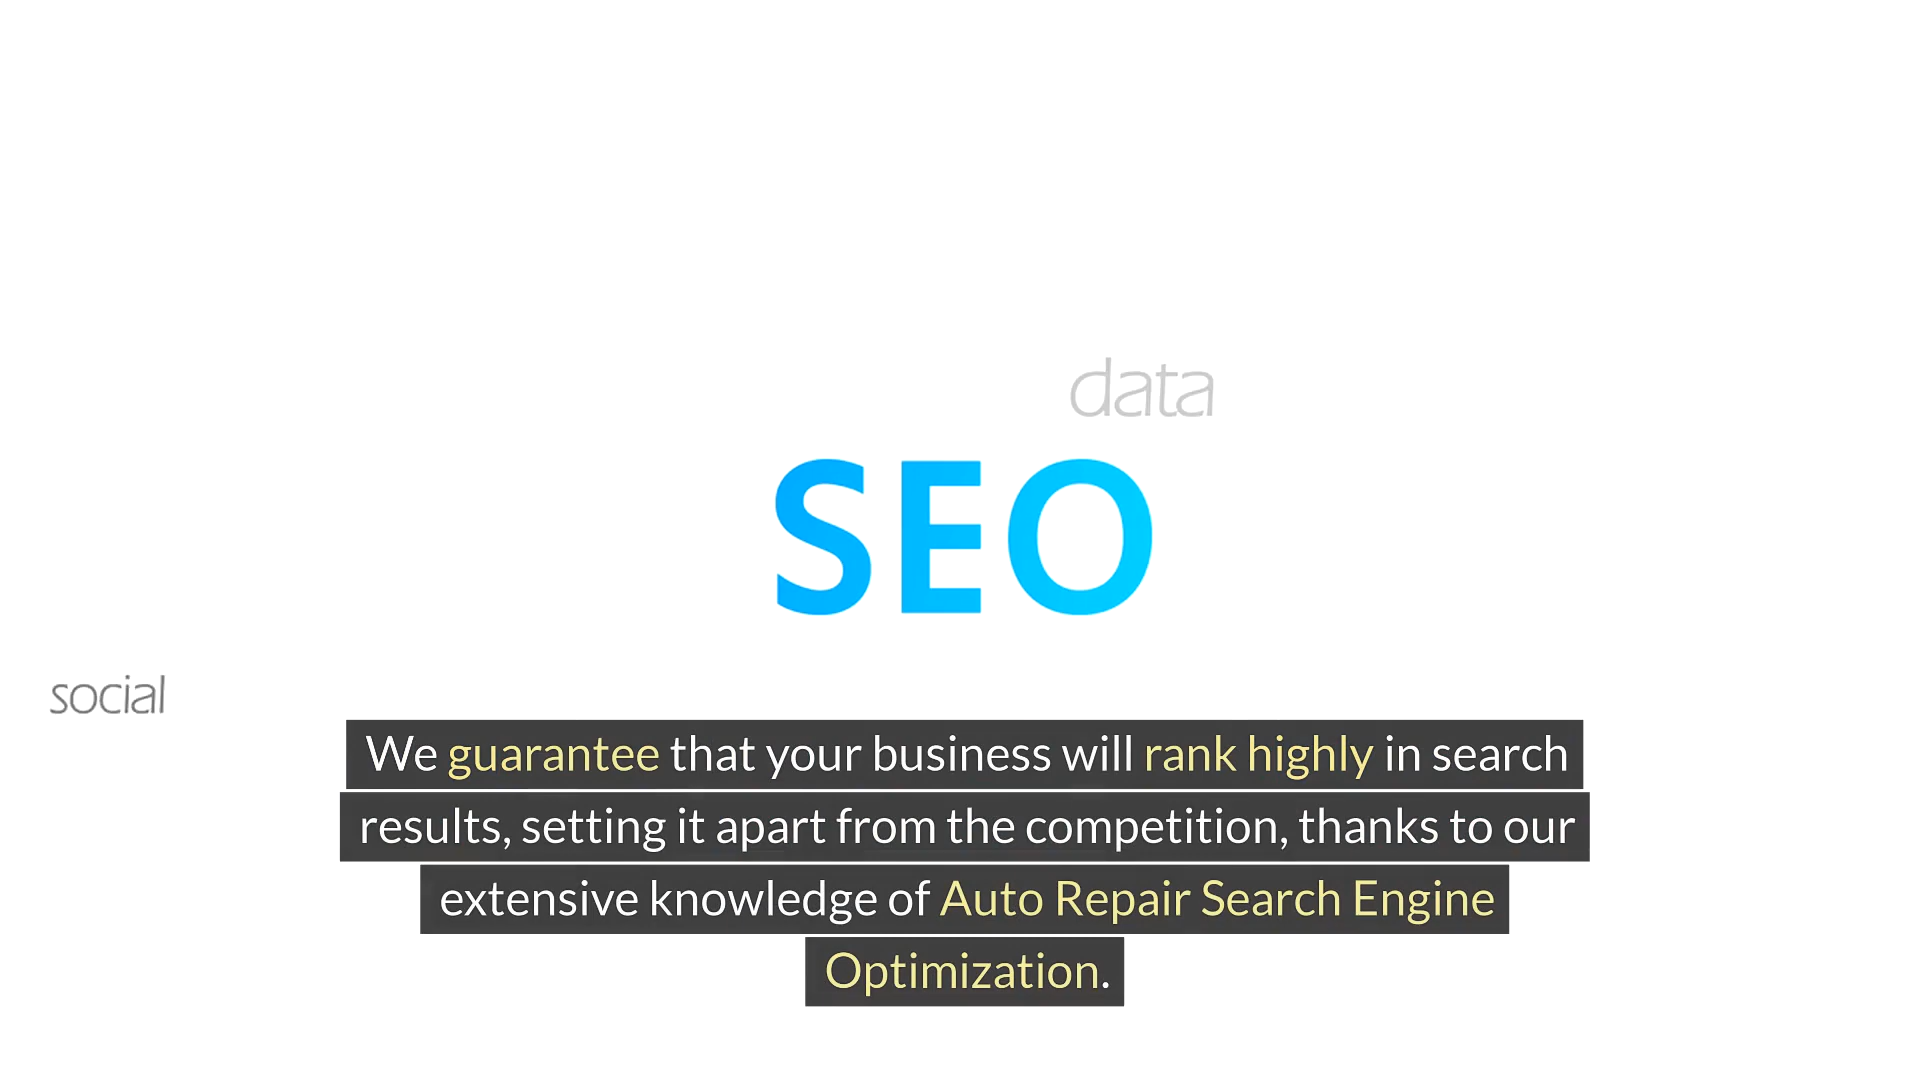 data
SEO
social
We guarantee that your business will rank highly in search
results, setting it apart from the competition, thanks to our
extensive knowledge of Auto Repair Search Engine
Optimization.